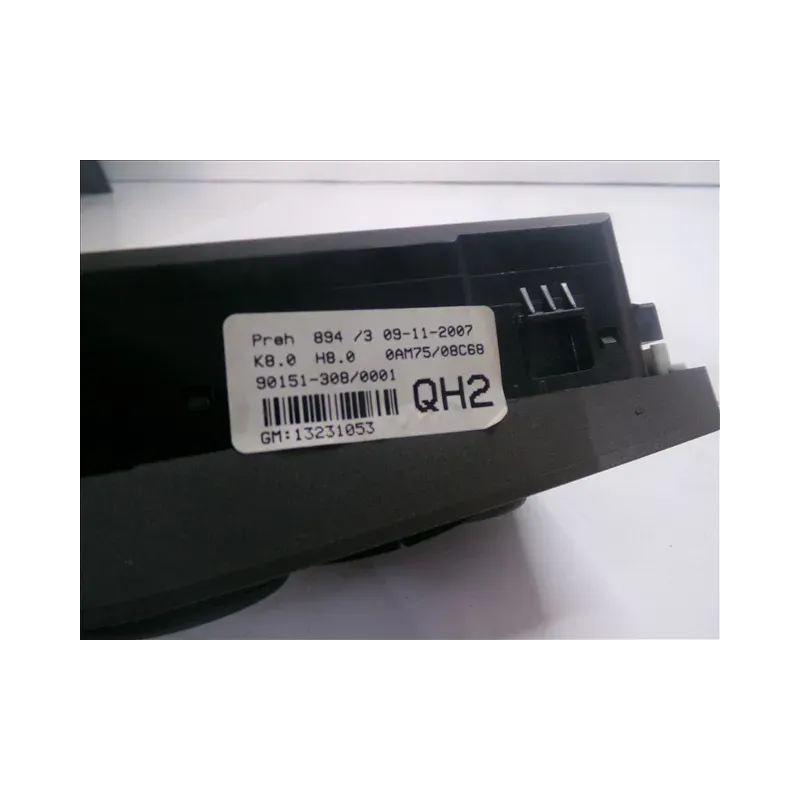 Preh 894 /3 09-11-2007
K8.0 H8.0 0AM75/08C68
90151-308/0001
QH2
GM:13231053